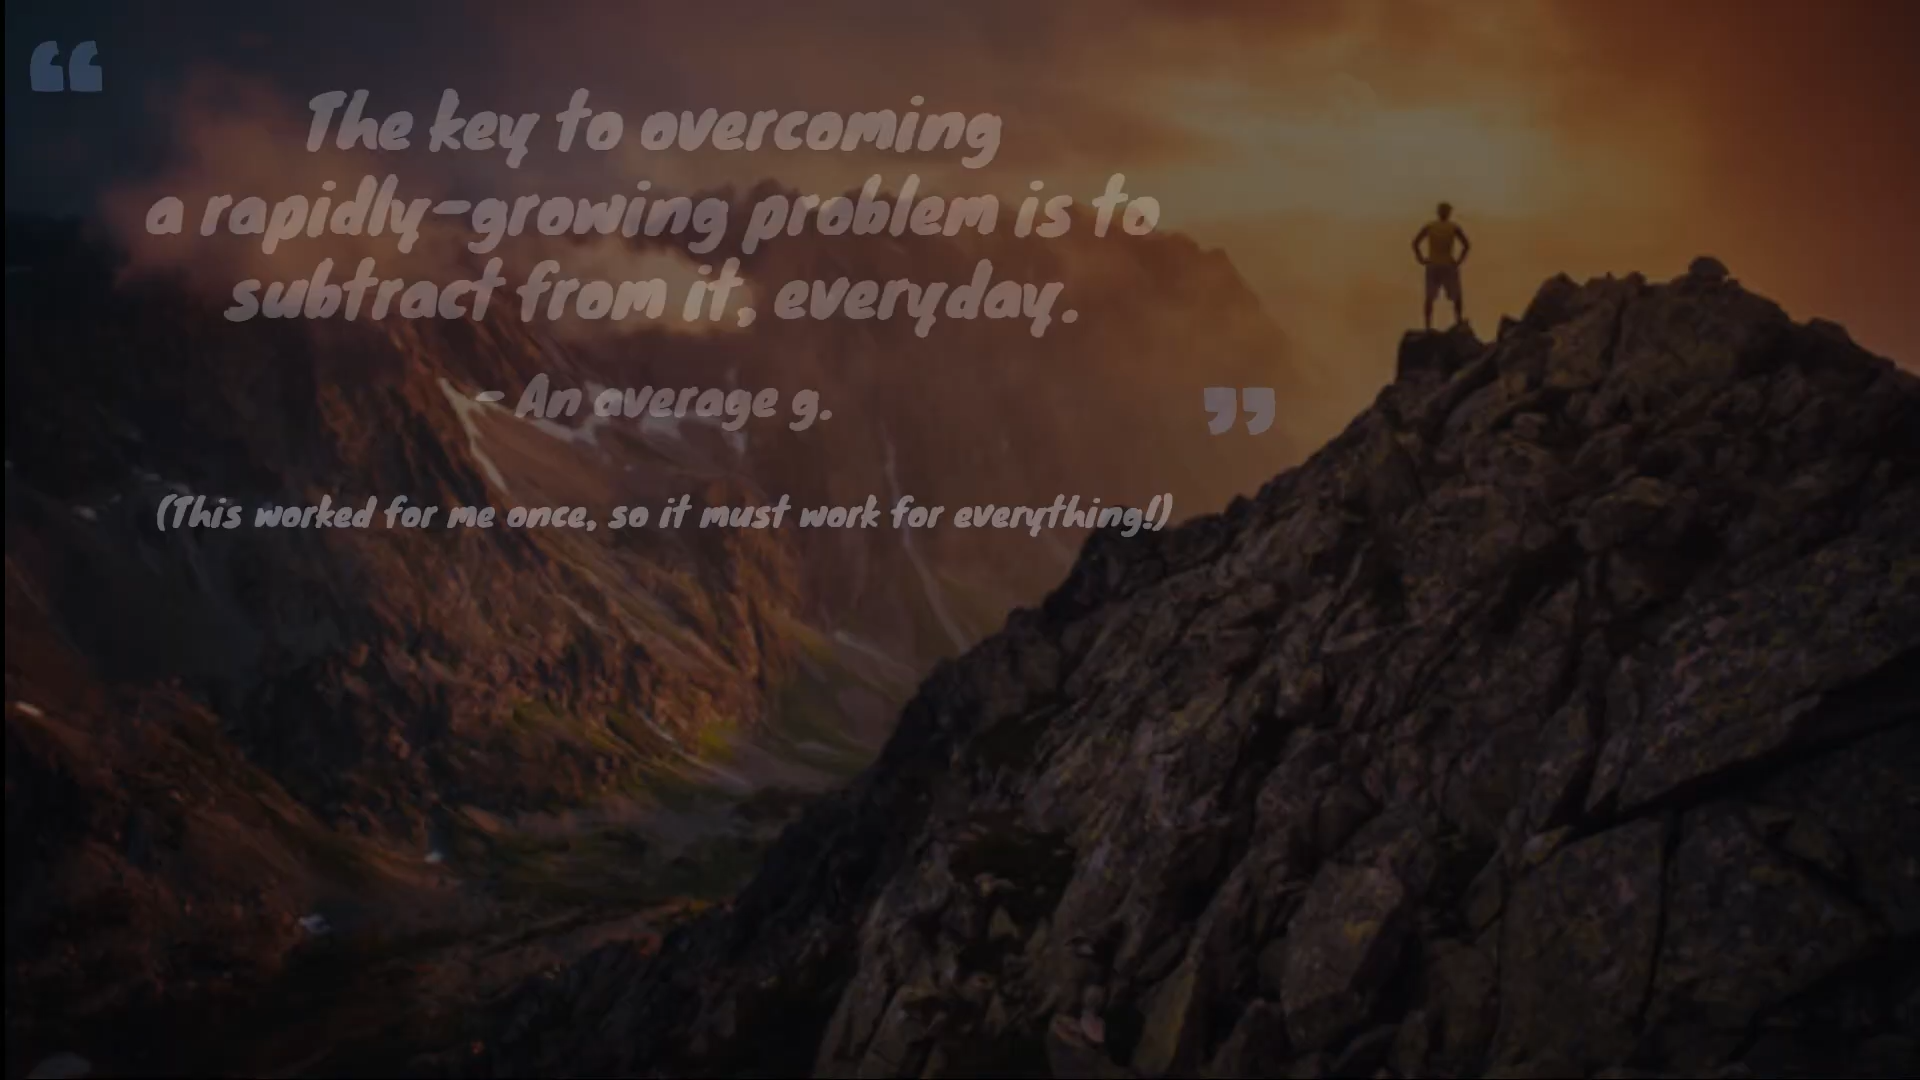 “
The key to overcoming
a rapidly-growing problem is to
subtract from it, everyday.
- An average g.
”
(This worked for me once, so it must work for everything!)